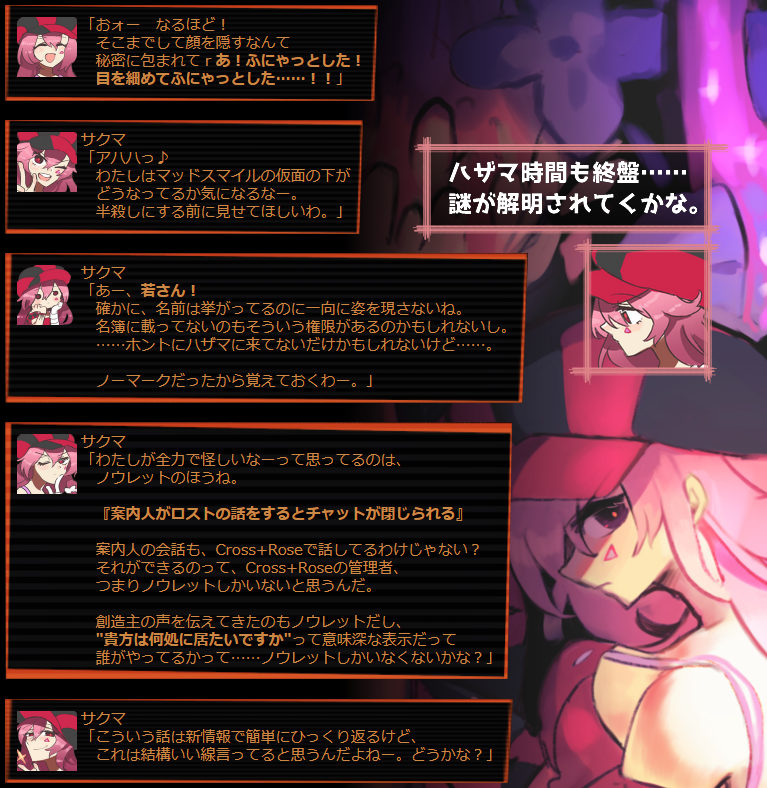 「おォー　なるほど！
そこまでして顔を隠すなんて
秘密に包まれてｒあ！ふにゃっとした！
目を細めてふにゃっとした……！！」
サクマ
「アハハっ♪
わたしはマッドスマイルの仮面の下が
どうなってるか気になるなー。
半殺しにする前に見せてほしいわ。」
ハザマ時間も終盤……
謎が解明されてくかな。
サクマ
「あー、若さん！
確かに、名前は挙がってるのに一向に姿を現さないね。
名簿に載ってないのもそういう権限があるのかもしれないし。
……ホントにハザマに来てないだけかもしれないけど……。
ノーマークだったから覚えておくわー。」
サクマ
「わたしが全力で怪しいなーって思ってるのは、
ノウレットのほうね。
『案内人がロストの話をするとチャットが閉じられる』
案内人の会話も、Cross+Roseで話してるわけじゃない？
それができるのって、Cross+Roseの管理者、
つまりノウレットしかいないと思うんだ。
創造主の声を伝えてきたのもノウレットだし、
"貴方は何処に居たいですか"って意味深な表示だって
誰がやってるかって……ノウレットしかいなくないかな？」
サクマ
「こういう話は新情報で簡単にひっくり返るけど、
これは結構いい線言ってると思うんだよねー。どうかな？」